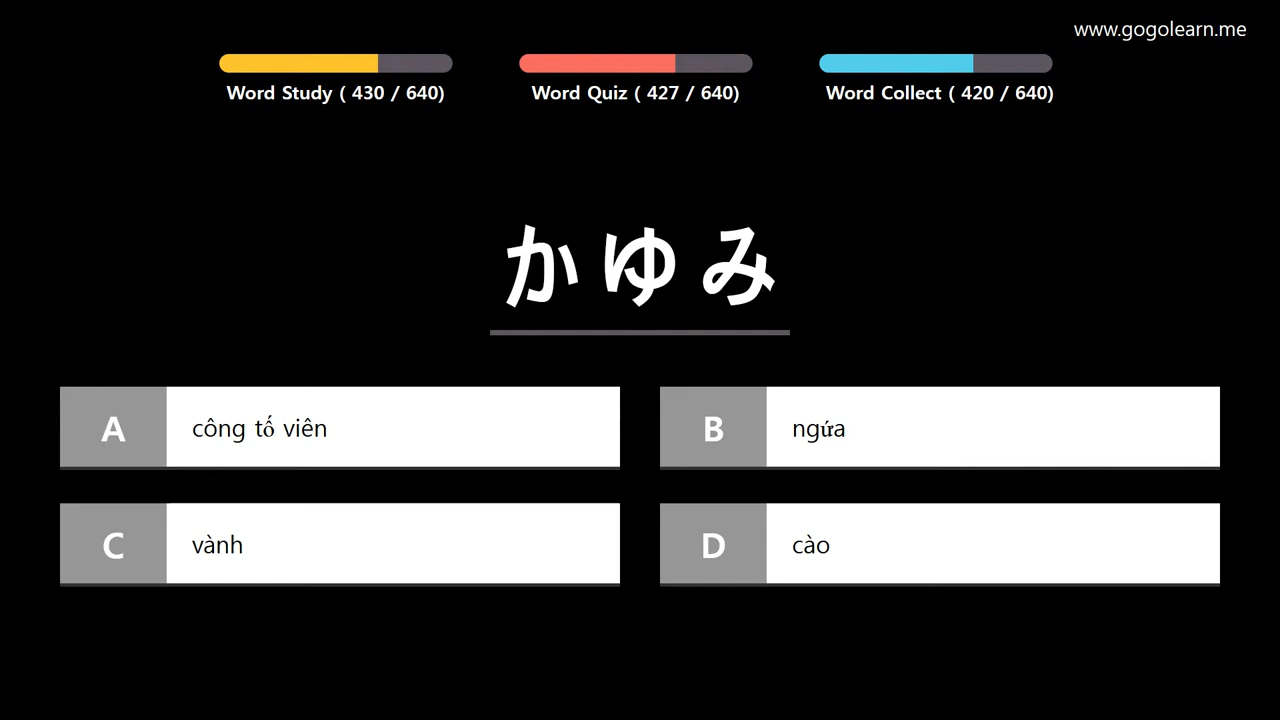 www.gogolearn.me
Word Study ( 430 / 640)
Word Quiz ( 427 / 640)
Word Collect ( 420 / 640)
かゆみ
A
công tố viên
B
ngứa
C
vành
D
cào